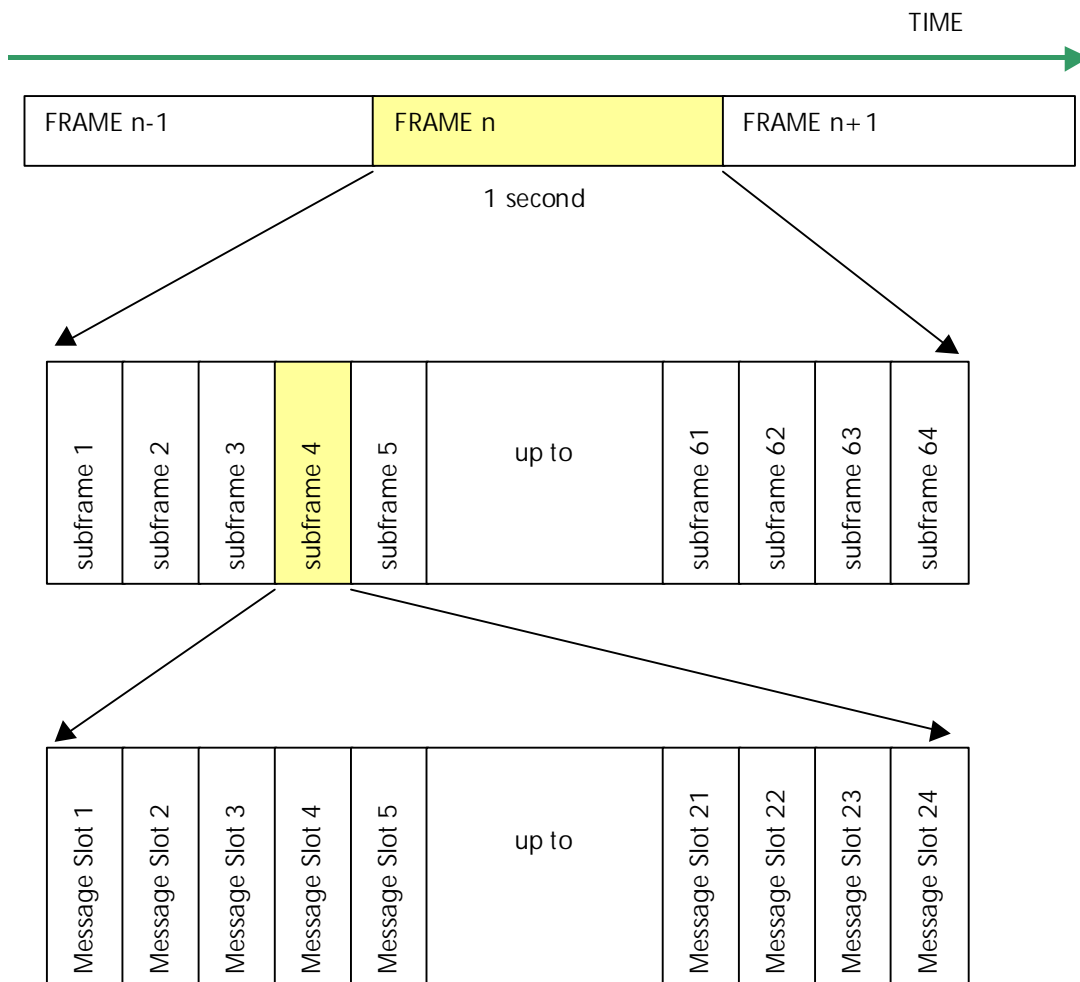 TIME
FRAME n-1
FRAME n
FRAME n+1
1 second
subframe 1
subframe 2
subframe 3
subframe 4
subframe 5
up to
subframe 61
subframe 62
subframe 63
subframe 64
Message Slot 1
Message Slot 2
Message Slot 3
Message Slot 4
Message Slot 5
up to
Message Slot 21
Message Slot 22
Message Slot 23
Message Slot 24